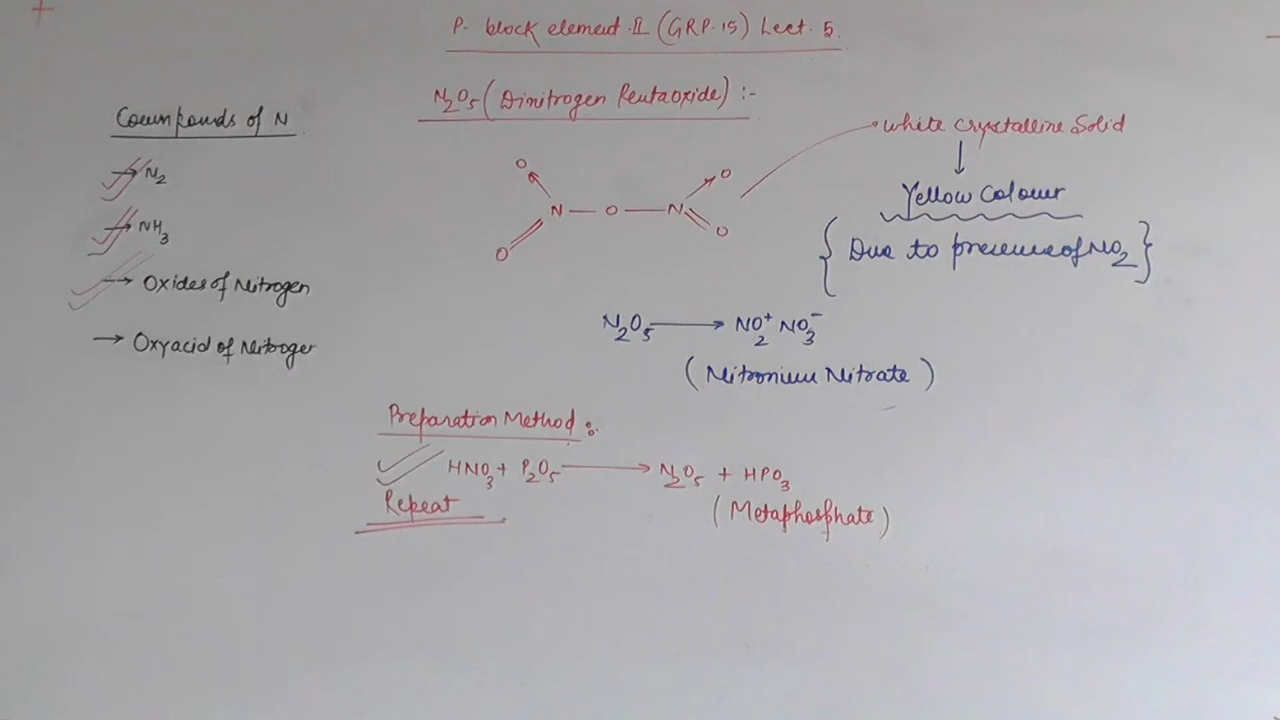 P- block element-II (GRP-15) Lect. 5.
N₂O₅ (Dinitrogen Pentaoxide) :-
Compounds of N
→ N₂
→ NH₃
→ Oxides of Nitrogen
→ Oxyacid of Nitrogen
O O
N — O — N
O O
White Crystalline Solid
↓
Yellow Colour
{ Due to presence of NO₂ }
N₂O₅ → NO₂⁺ NO₃⁻
(Nitronium Nitrate)
Preparation Method :
HNO₃ + P₂O₅ → N₂O₅ + HPO₃
Repeat
(Metaphosphate)